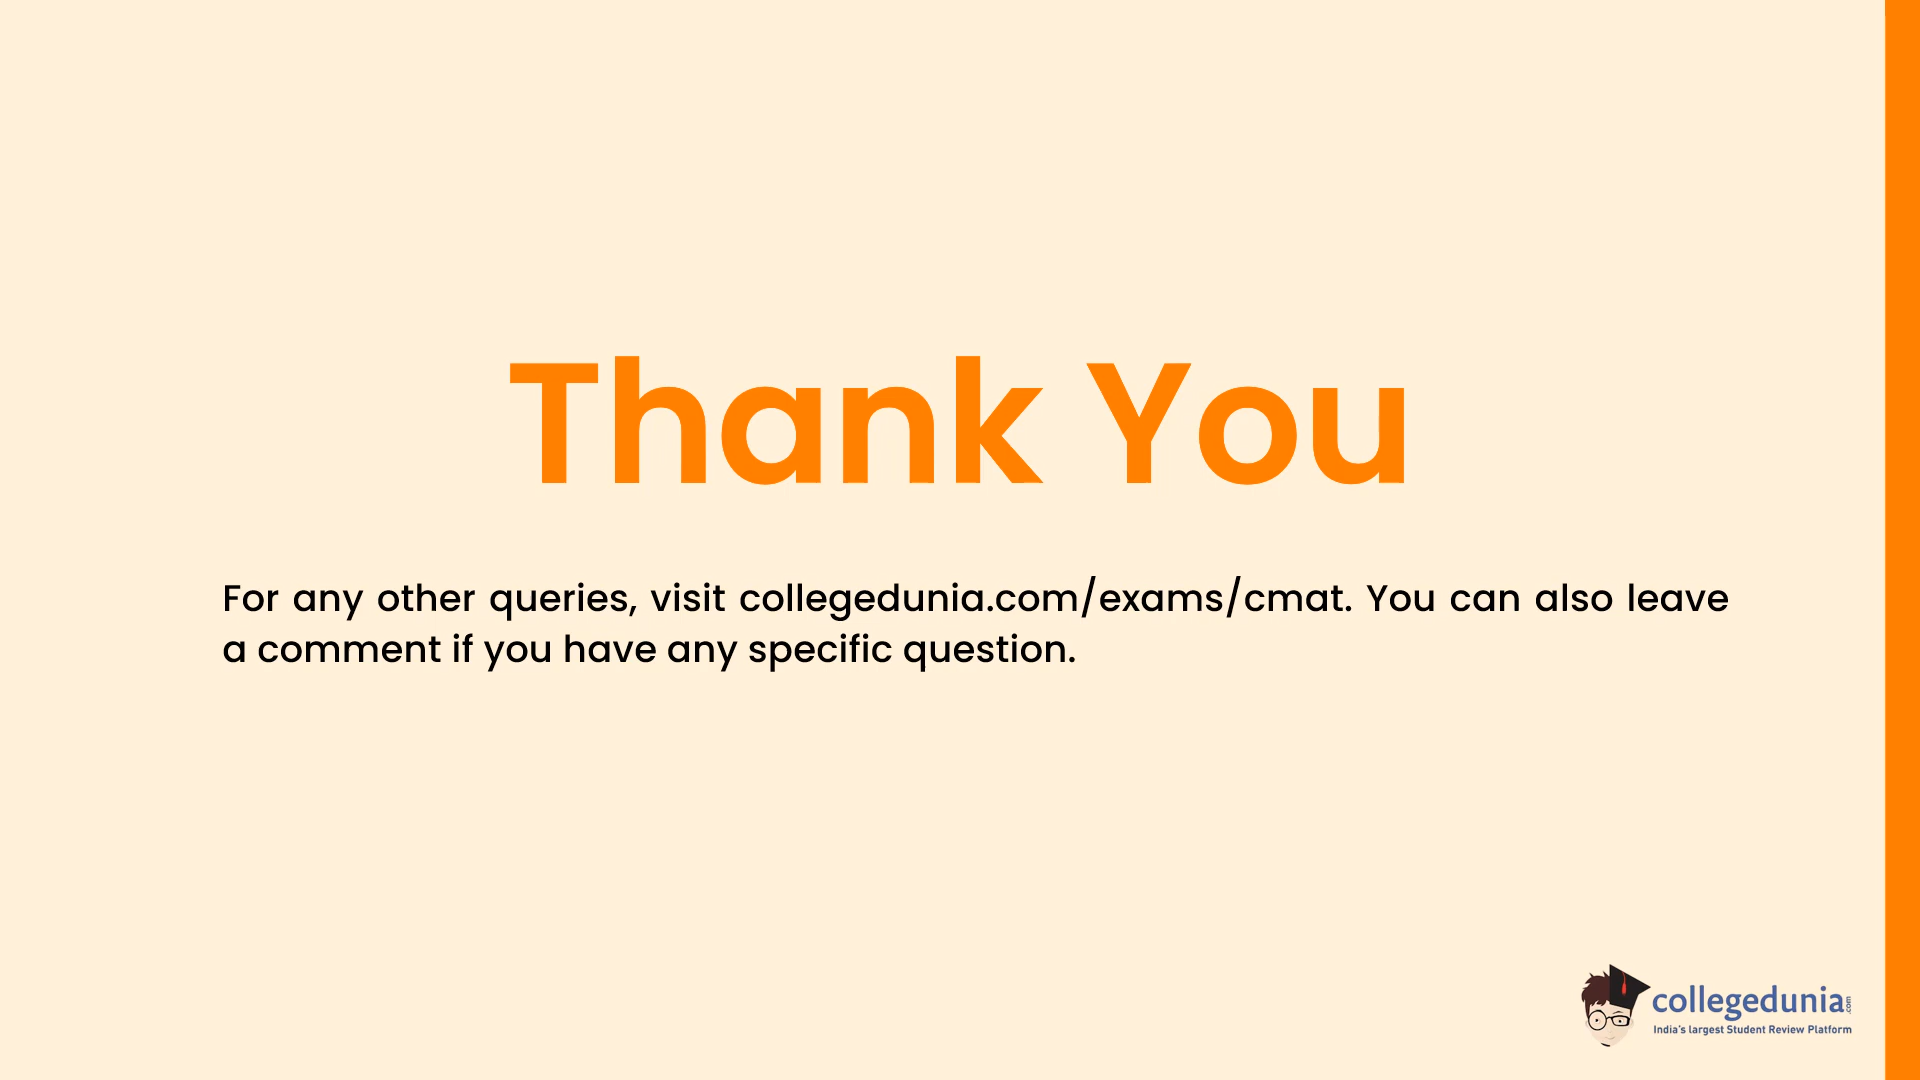 Thank You
For any other queries, visit collegedunia.com/exams/cmat. You can also leave
a comment if you have any specific question.
collegedunia.com
India's largest Student Review Platform